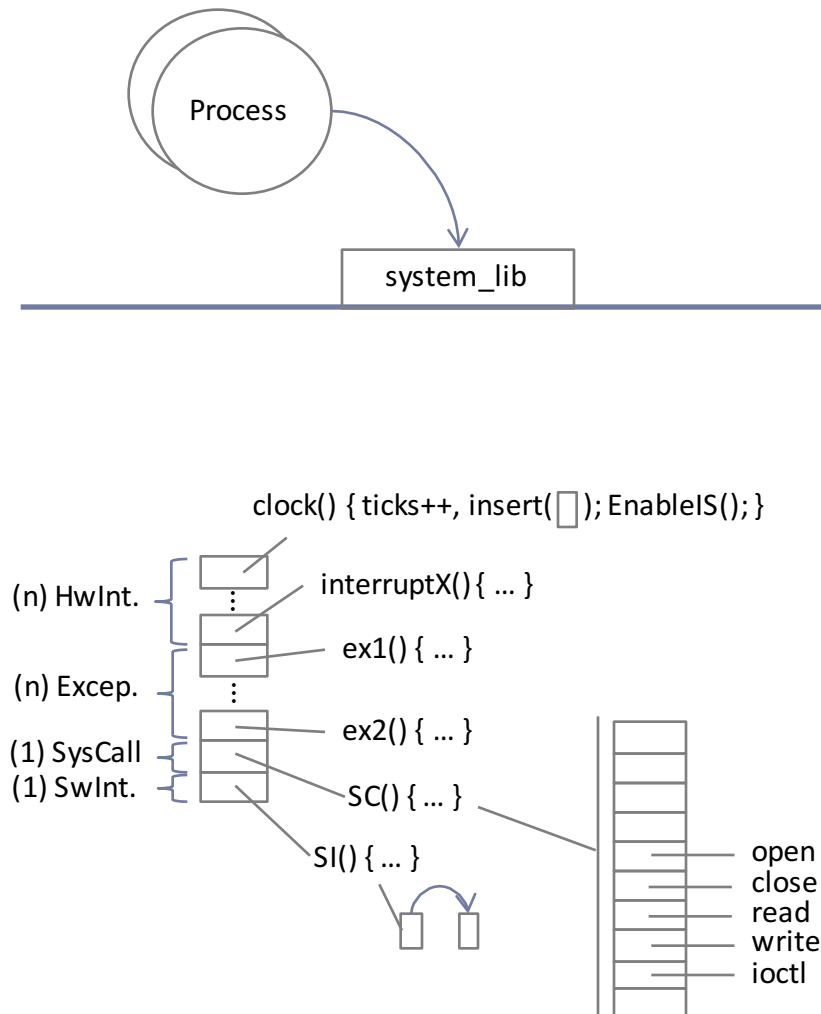 Process
system_lib
clock() { ticks++, insert( ); EnableIS(); }
(n) HwInt.
interruptX() { ... }
ex1() { ... }
(n) Excep.
ex2() { ... }
(1) SysCall
(1) SwInt.
SC() { ... }
SI() { ... }
open
close
read
write
ioctl